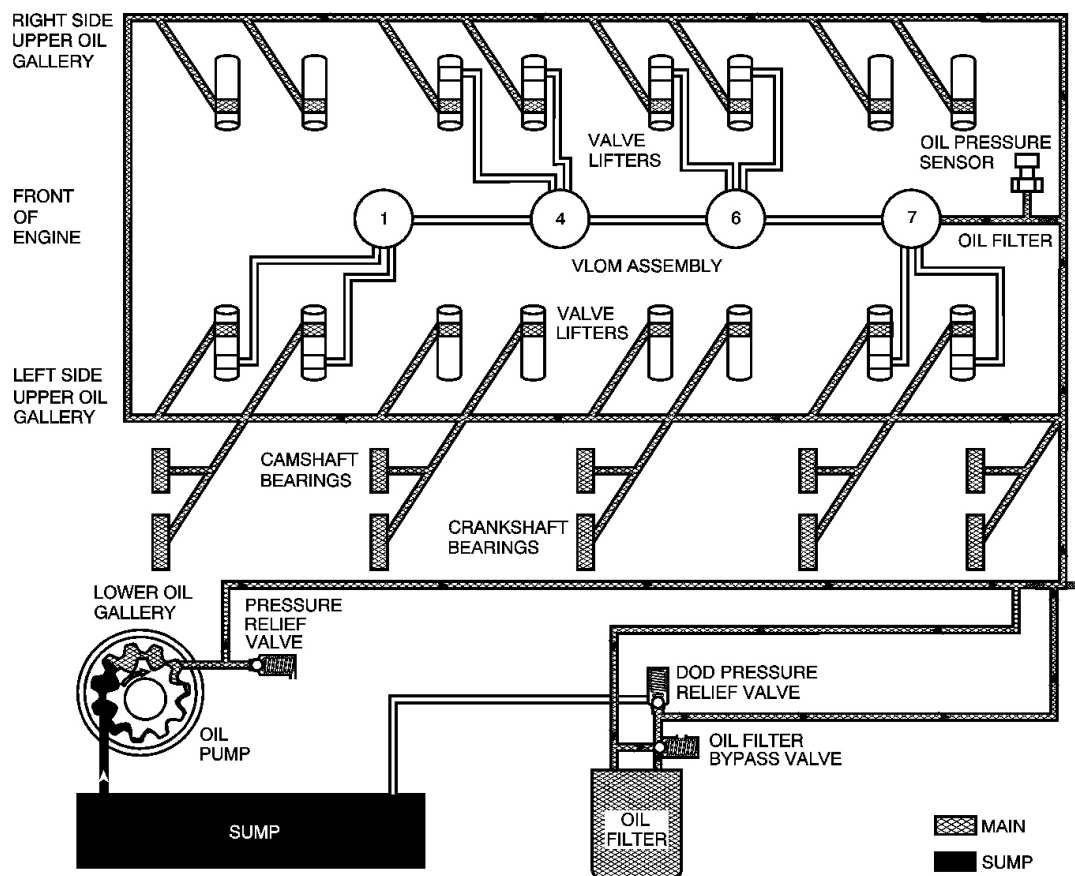 RIGHT SIDE
UPPER OIL
GALLERY
VALVE
LIFTERS
OIL PRESSURE
SENSOR
FRONT
OF
ENGINE
1
4
6
7
OIL FILTER
VLOM ASSEMBLY
VALVE
LIFTERS
LEFT SIDE
UPPER OIL
GALLERY
CAMSHAFT
BEARINGS
CRANKSHAFT
BEARINGS
LOWER OIL
GALLERY
PRESSURE
RELIEF
VALVE
DOD PRESSURE
RELIEF VALVE
OIL
PUMP
OIL FILTER
BYPASS VALVE
SUMP
OIL
FILTER
MAIN
SUMP